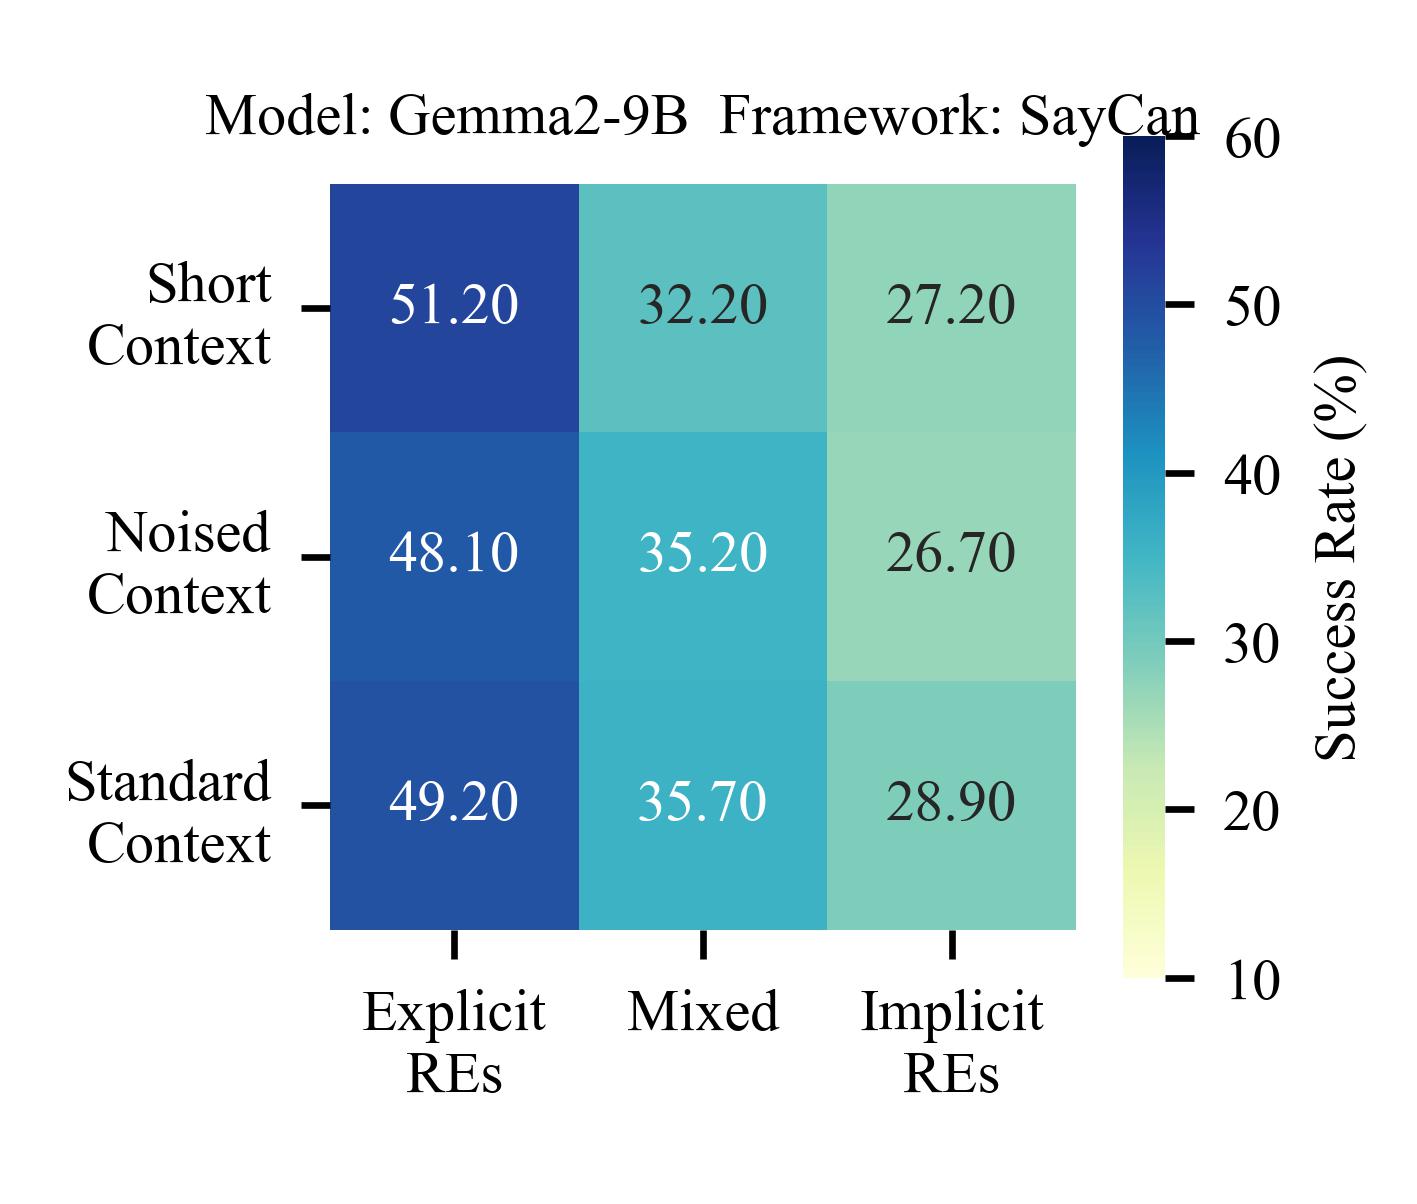 Model: Gemma2-9B  Framework: SayCan
60
50
40
30
20
10
Success Rate (%)
Short
Context
51.20 32.20 27.20
Noised
Context
48.10 35.20 26.70
Standard
Context
49.20 35.70 28.90
Explicit
REs
Mixed
Implicit
REs